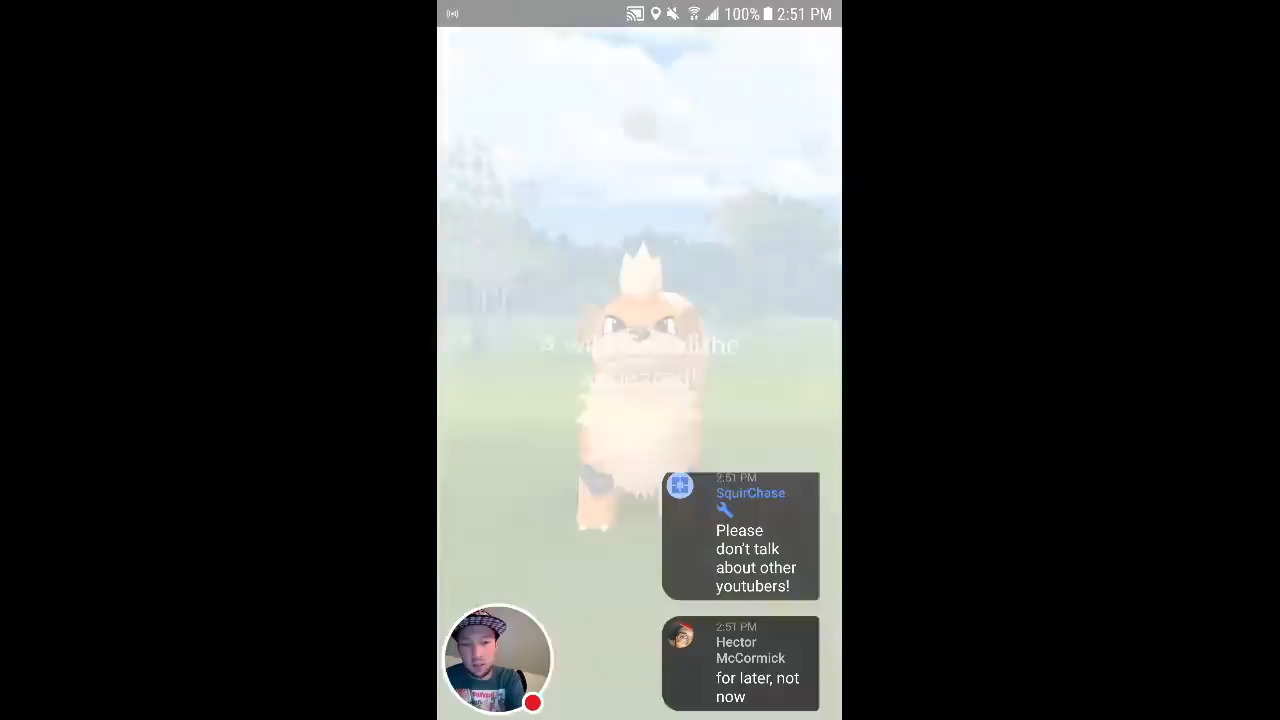 100% 2:51 PM
2:51 PM
SquirChase
Please
don't talk
about other
youtubers!
2:51 PM
Hector
McCormick
for later, not
now